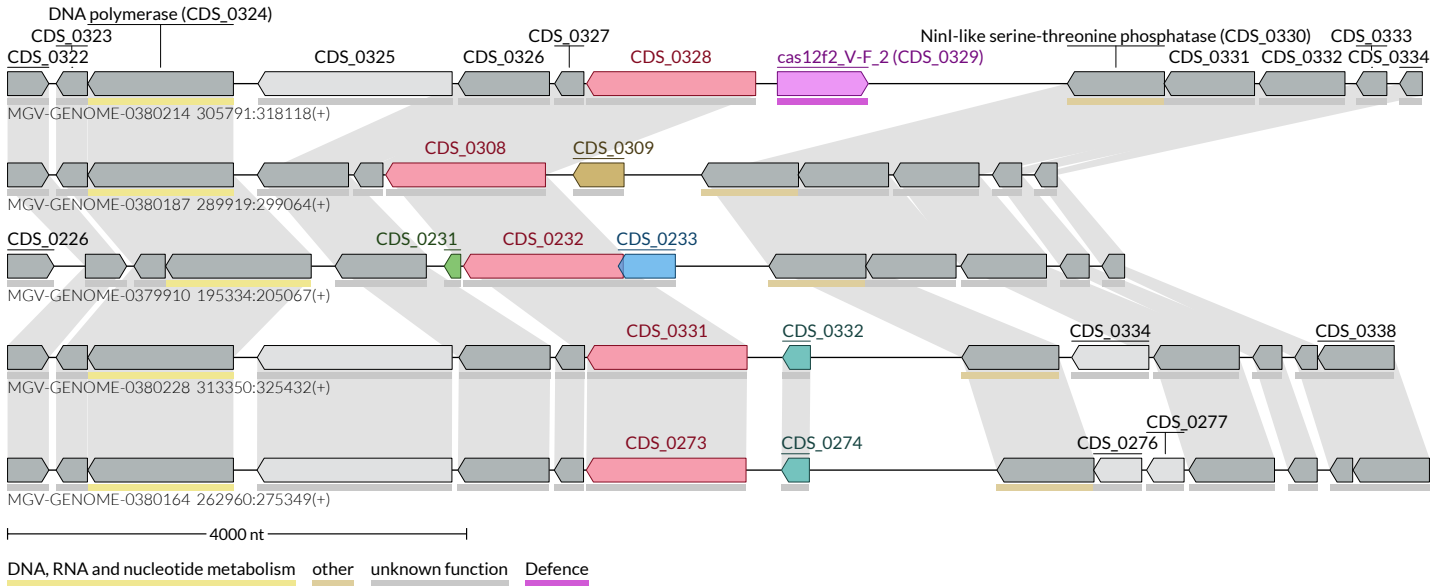 DNA polymerase (CDS_0324)
CDS_0323 CDS_0327 NinI-like serine-threonine phosphatase (CDS_0330) CDS_0333
CDS_0322 CDS_0325 CDS_0326 CDS_0328 cas12f2_V-F_2 (CDS_0329) CDS_0331 CDS_0332 CDS_0334
MGV-GENOME-0380214 305791:318118(+)
CDS_0308 CDS_0309
MGV-GENOME-0380187 289919:299064(+)
CDS_0226 CDS_0231 CDS_0232 CDS_0233
MGV-GENOME-0379910 195334:205067(+)
CDS_0331 CDS_0332 CDS_0334 CDS_0338
MGV-GENOME-0380228 313350:325432(+)
CDS_0277
CDS_0273 CDS_0274 CDS_0276
MGV-GENOME-0380164 262960:275349(+)
4000 nt
DNA, RNA and nucleotide metabolism other unknown function Defence